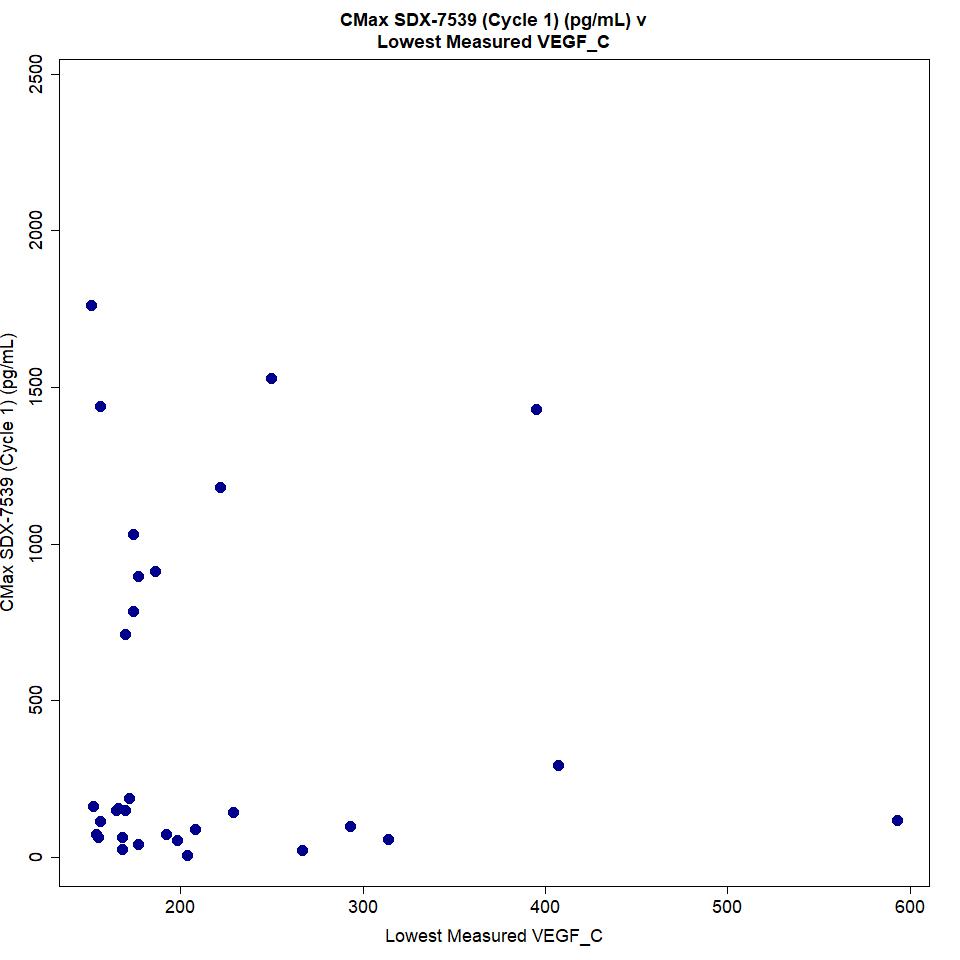 CMax SDX-7539 (Cycle 1) (pg/mL) v
Lowest Measured VEGF_C
CMax SDX-7539 (Cycle 1) (pg/mL)
2500
2000
1500
1000
500
0
200
300
400
500
600
Lowest Measured VEGF_C